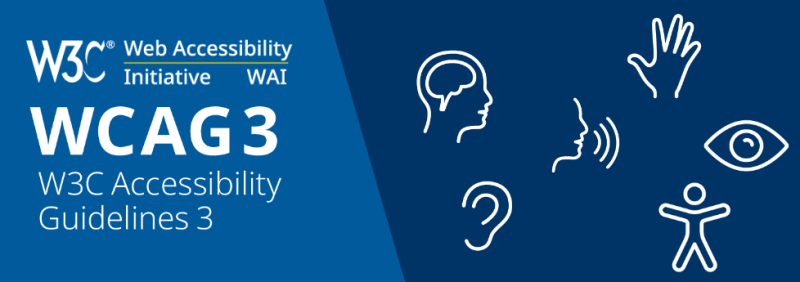 W3C® Web Accessibility
Initiative WAI
WCAG 3
W3C Accessibility
Guidelines 3